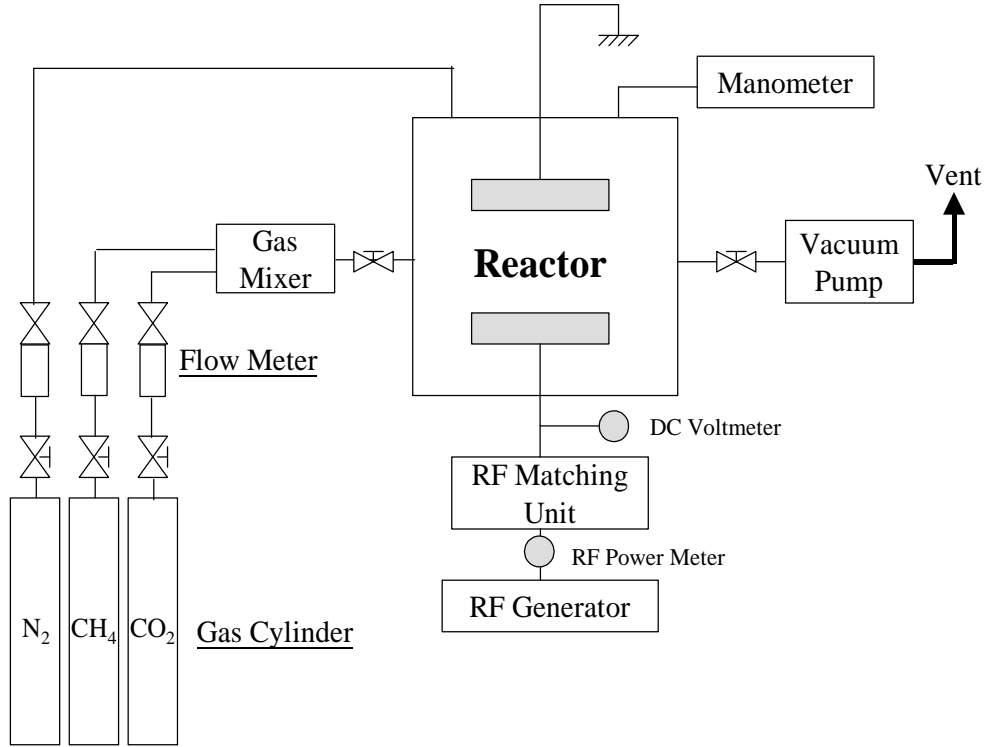 Manometer
Vent
Gas
Mixer
Reactor
Vacuum
Pump
Flow Meter
DC Voltmeter
RF Matching
Unit
RF Power Meter
RF Generator
N₂
CH₄
CO₂
Gas Cylinder